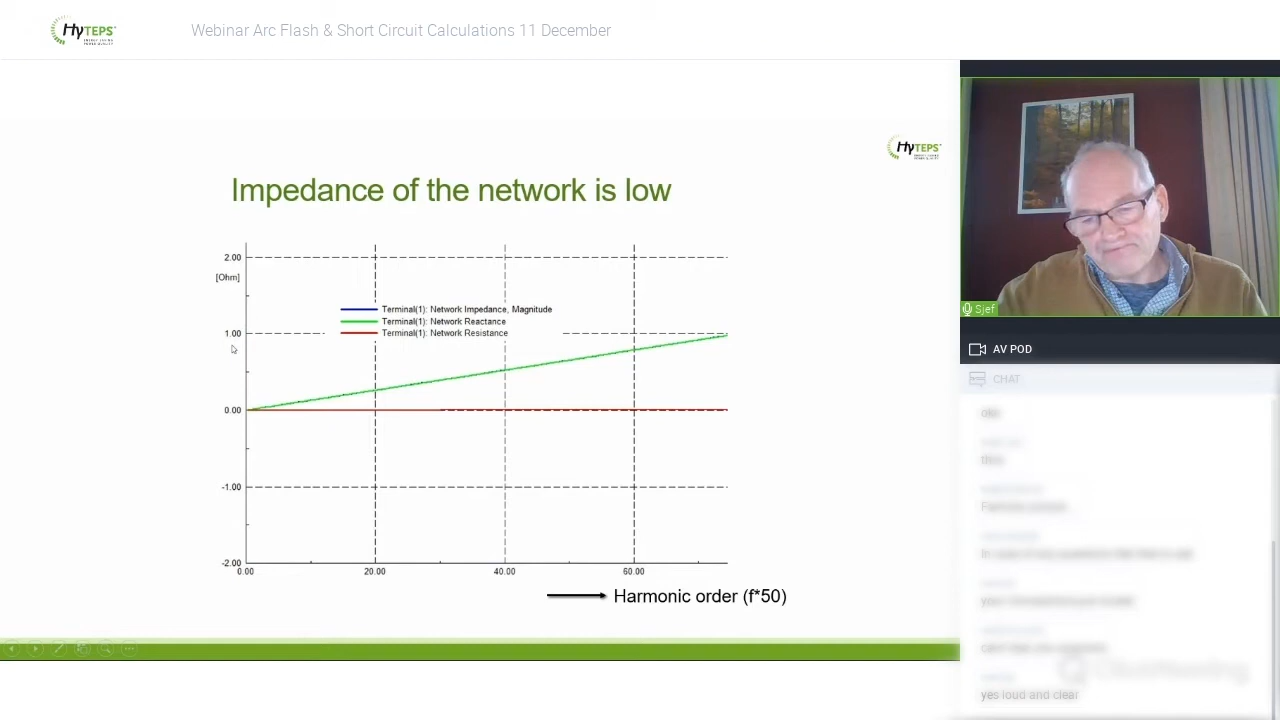 HyTEPS
Webinar Arc Flash & Short Circuit Calculations 11 December
HyTEPS
Impedance of the network is low
2.00
[Ohm]
Terminal(1): Network Impedance, Magnitude
Terminal(1): Network Reactance
1.00
Terminal(1): Network Resistance
0.00
-1.00
-2.00
0.00 20.00 40.00 60.00
Harmonic order (f*50)
Sjef
AV POD
CHAT
yes loud and clear